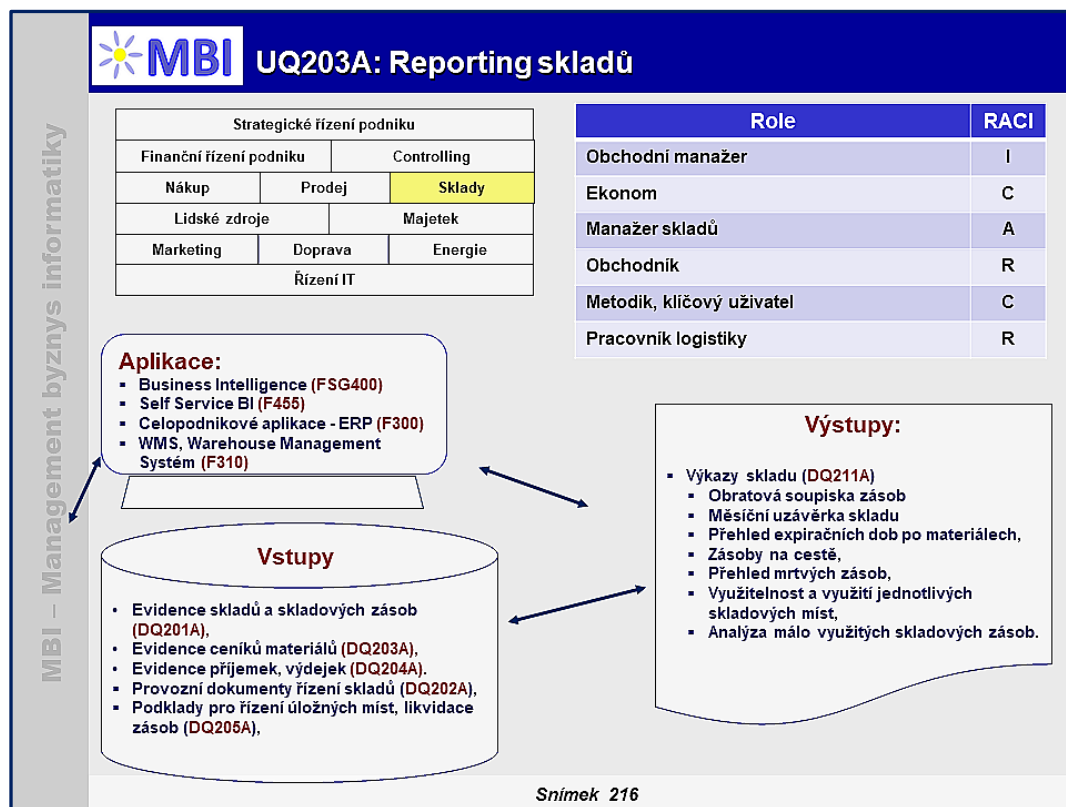 MBI
UQ203A: Reporting skladů
MBI – Management byznys informatiky
Strategické řízení podniku
Finanční řízení podniku
Controlling
Nákup
Prodej
Sklady
Lidské zdroje
Majetek
Marketing
Doprava
Energie
Řízení IT
Role RACI
Obchodní manažer I
Ekonom C
Manažer skladů A
Obchodník R
Metodik, klíčový uživatel C
Pracovník logistiky R
Aplikace:
▪ Business Intelligence (FSG400)
▪ Self Service BI (F455)
▪ Celopodnikové aplikace - ERP (F300)
▪ WMS, Warehouse Management
Systém (F310)
Vstupy
• Evidence skladů a skladových zásob
(DQ201A),
• Evidence ceníků materiálů (DQ203A),
• Evidence příjemek, výdejek (DQ204A).
▪ Provozní dokumenty řízení skladů (DQ202A),
▪ Podklady pro řízení úložných míst, likvidace
zásob (DQ205A),
Výstupy:
▪ Výkazy skladu (DQ211A)
▪ Obratová soupiska zásob
▪ Měsíční uzávěrka skladu
▪ Přehled expiračních dob po materiálech,
▪ Zásoby na cestě,
▪ Přehled mrtvých zásob,
▪ Využitelnost a využití jednotlivých
skladových míst,
▪ Analýza málo využitých skladových zásob.
Snímek 216